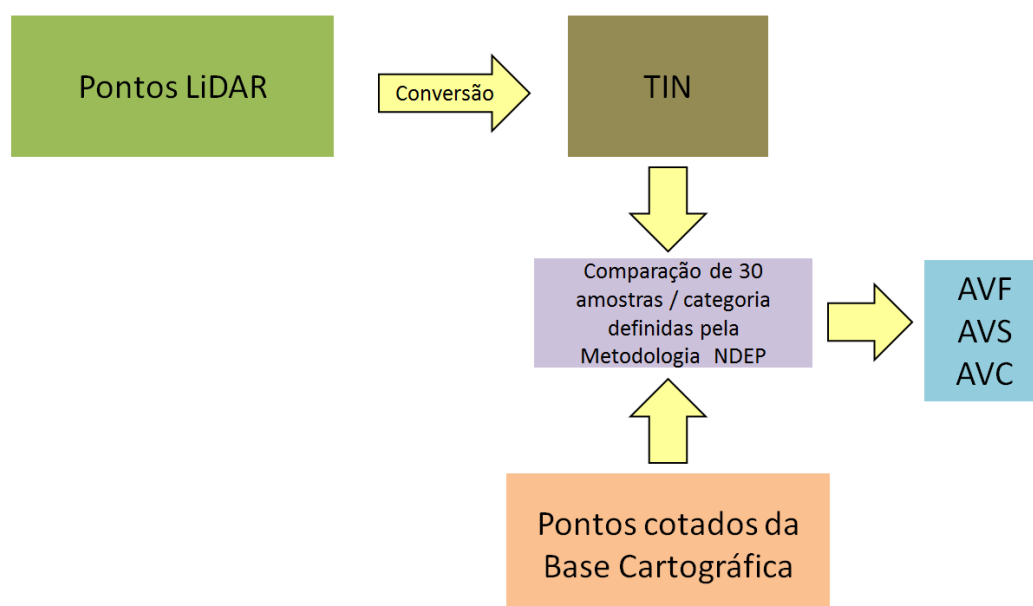 Pontos LiDAR
Conversão
TIN
Comparação de 30
amostras / categoria
definidas pela
Metodologia NDEP
AVF
AVS
AVC
Pontos cotados da
Base Cartográfica